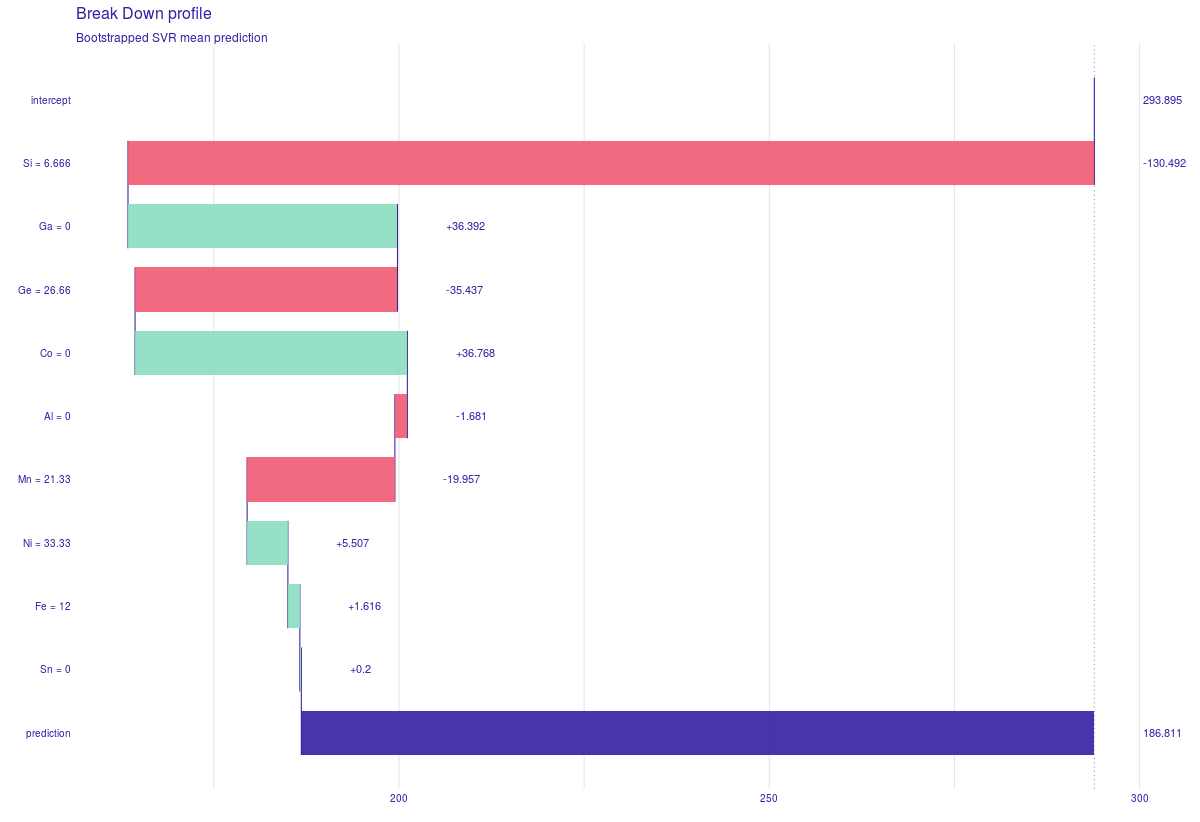 Break Down profile
Bootstrapped SVR mean prediction
intercept 293.895
Si = 6.666 -130.492
Ga = 0 +36.392
Ge = 26.66 -35.437
Co = 0 +36.768
Al = 0 -1.681
Mn = 21.33 -19.957
Ni = 33.33 +5.507
Fe = 12 +1.616
Sn = 0 +0.2
prediction 186.811
200 250 300